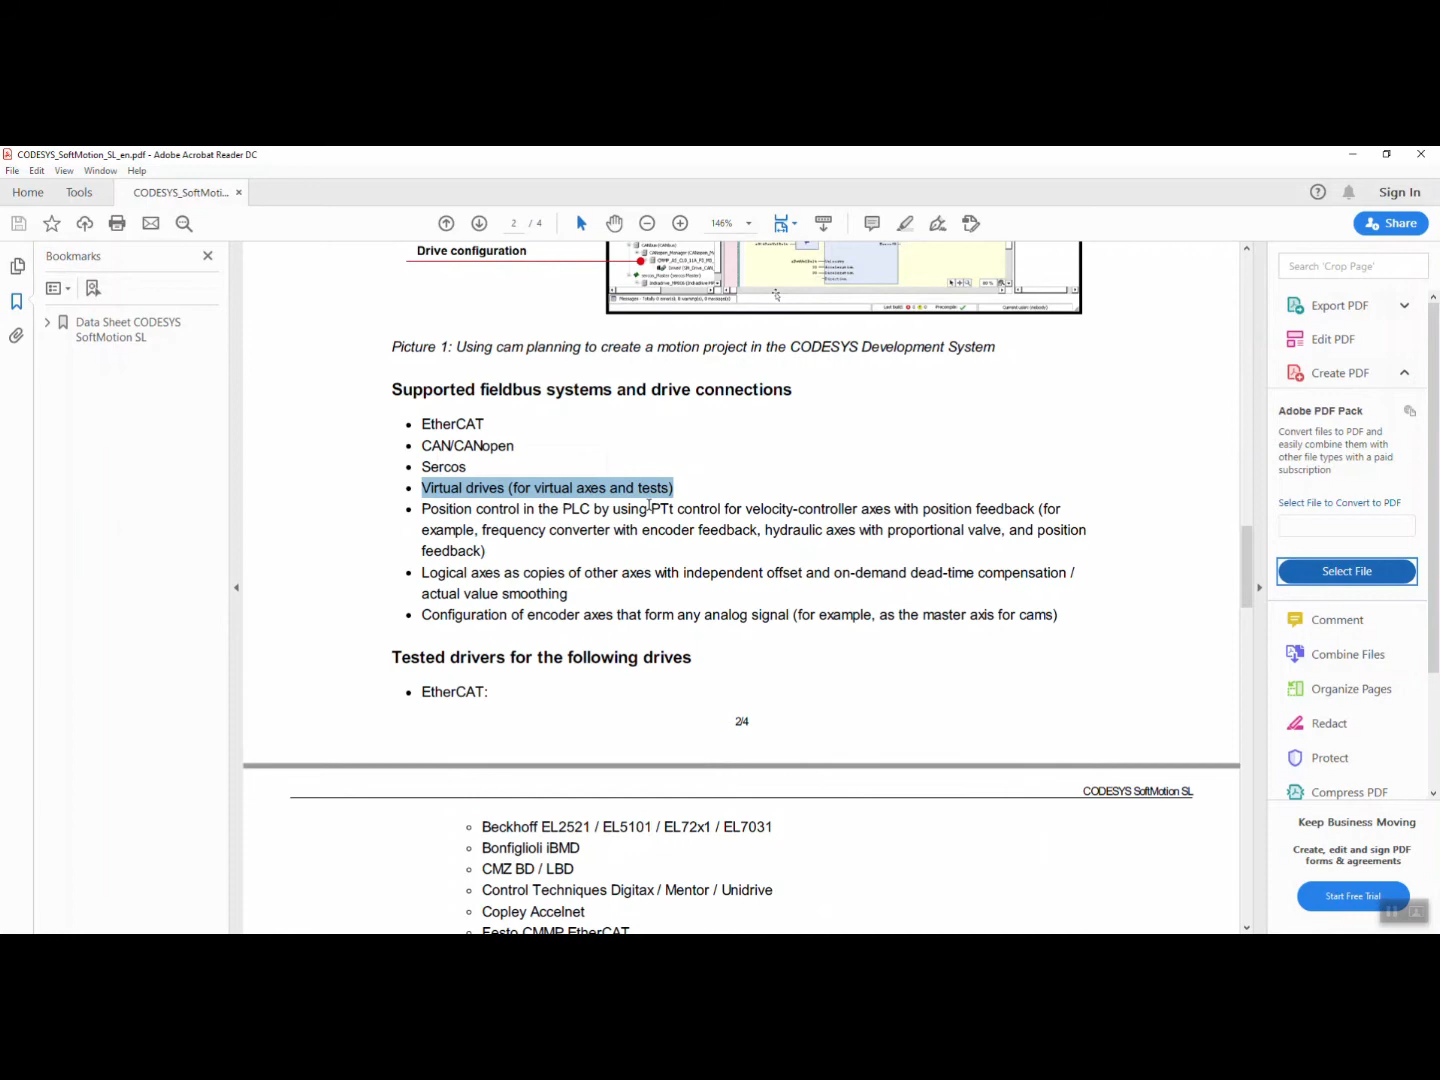 CODESYS_SoftMotion_SL_en.pdf - Adobe Acrobat Reader DC
File Edit View Window Help
Home Tools CODESYS_SoftMoti... ×
Sign In
2 / 4
146%
Share
Bookmarks
Data Sheet CODESYS
SoftMotion SL
Drive configuration
Picture 1: Using cam planning to create a motion project in the CODESYS Development System
Supported fieldbus systems and drive connections
• EtherCAT
• CAN/CANopen
• Sercos
• Virtual drives (for virtual axes and tests)
• Position control in the PLC by using PTt control for velocity-controller axes with position feedback (for
example, frequency converter with encoder feedback, hydraulic axes with proportional valve, and position
feedback)
• Logical axes as copies of other axes with independent offset and on-demand dead-time compensation /
actual value smoothing
• Configuration of encoder axes that form any analog signal (for example, as the master axis for cams)
Tested drivers for the following drives
• EtherCAT:
2/4
CODESYS SoftMotion SL
Beckhoff EL2521 / EL5101 / EL72x1 / EL7031
Bonfiglioli iBMD
CMZ BD / LBD
Control Techniques Digitax / Mentor / Unidrive
Copley Accelnet
Festo CMMP EtherCAT
Search 'Crop Page'
Export PDF
Edit PDF
Create PDF
Adobe PDF Pack
Convert files to PDF and
easily combine them with
other file types with a paid
subscription
Select File to Convert to PDF
Select File
Comment
Combine Files
Organize Pages
Redact
Protect
Compress PDF
Keep Business Moving
Create, edit and sign PDF
forms & agreements
Start Free Trial